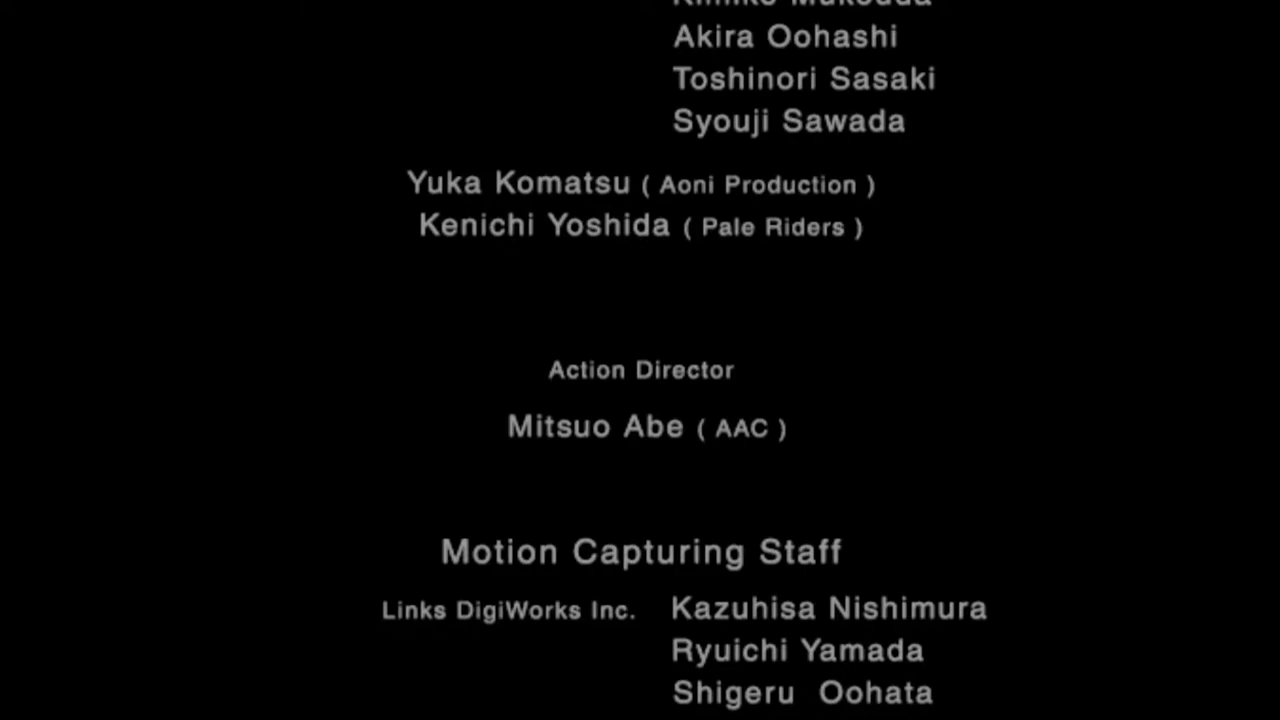 Akira Oohashi
Toshinori Sasaki
Syouji Sawada
Yuka Komatsu ( Aoni Production )
Kenichi Yoshida ( Pale Riders )
Action Director
Mitsuo Abe ( AAC )
Motion Capturing Staff
Links DigiWorks Inc. Kazuhisa Nishimura
Ryuichi Yamada
Shigeru Oohata